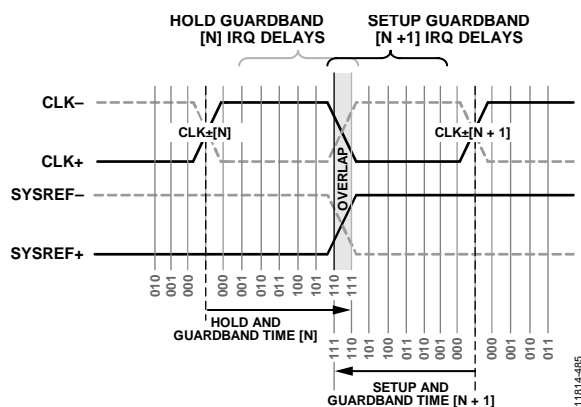 HOLD GUARDBAND
[N] IRQ DELAYS
SETUP GUARDBAND
[N +1] IRQ DELAYS
CLK–
CLK±[N]
CLK±[N + 1]
CLK+
SYSREF–
OVERLAP
SYSREF+
010
001
000
000
001
010
011
100
101
110
111
HOLD AND
GUARDBAND TIME [N]
111
110
101
100
011
010
001
000
000
001
010
011
SETUP AND
GUARDBAND TIME [N + 1]
11814-485